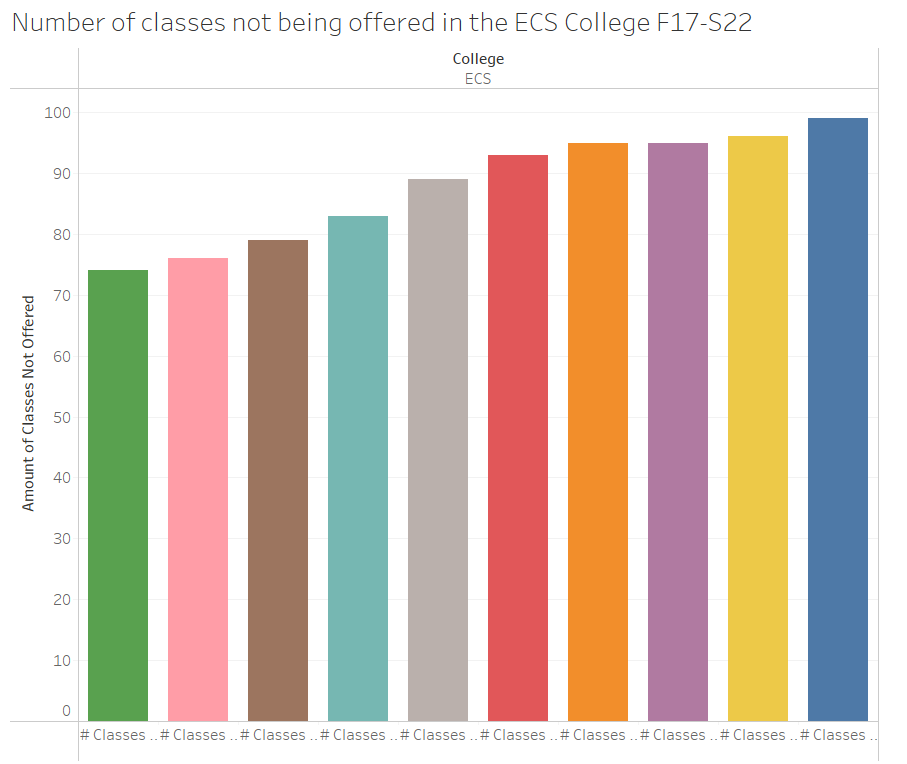 Number of classes not being offered in the ECS College F17-S22
College
ECS
Amount of Classes Not Offered
100
90
80
70
60
50
40
30
20
10
0
# Classes .. # Classes .. # Classes .. # Classes .. # Classes .. # Classes .. # Classes .. # Classes .. # Classes .. # Classes ..